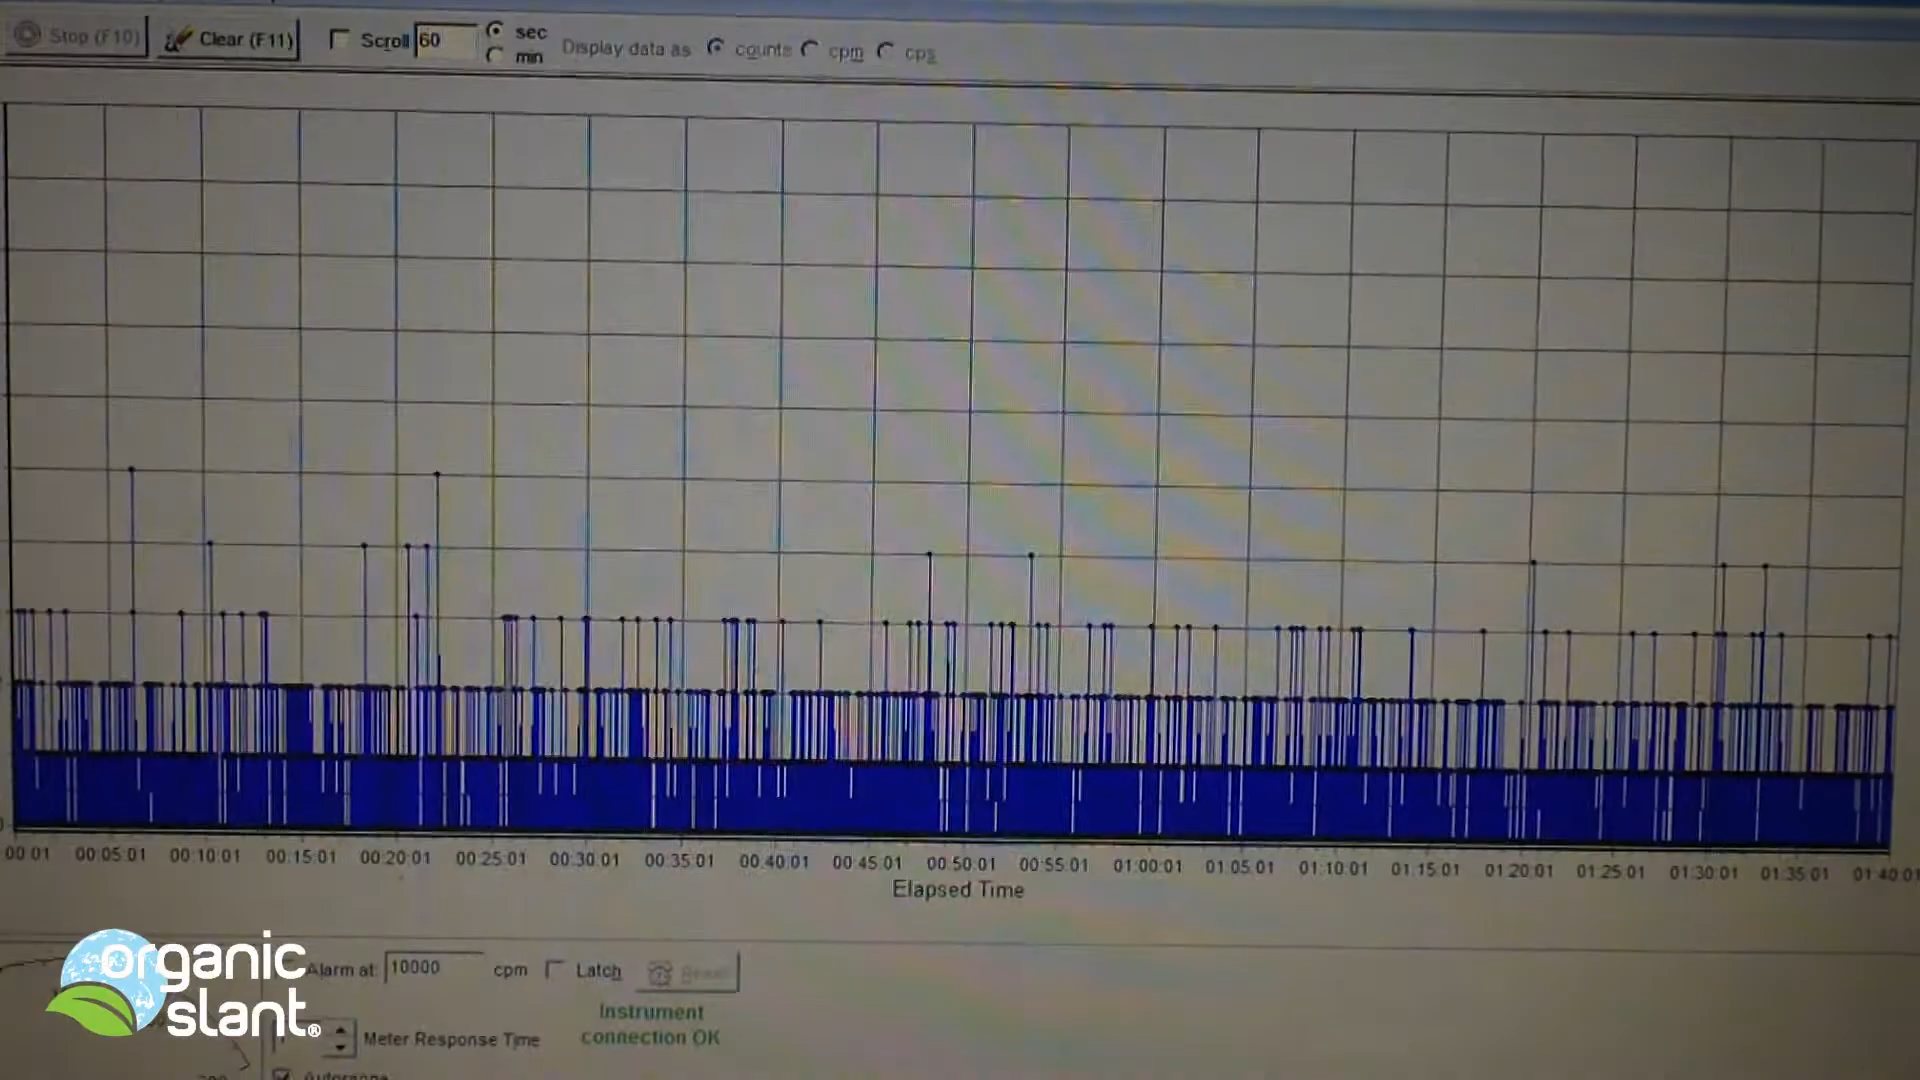 Stop (F10) Clear (F11) Scroll 60 sec
min
Display data as counts cpm cps
00:01 00:05:01 00:10:01 00:15:01 00:20:01 00:25:01 00:30:01 00:35:01 00:40:01 00:45:01 00:50:01 00:55:01 01:00:01 01:05:01 01:10:01 01:15:01 01:20:01 01:25:01 01:30:01 01:35:01 01:40:01
Elapsed Time
organic
slant®
Alarm at: 10000 cpm Latch
Instrument
connection OK
Meter Response Time
Autorange